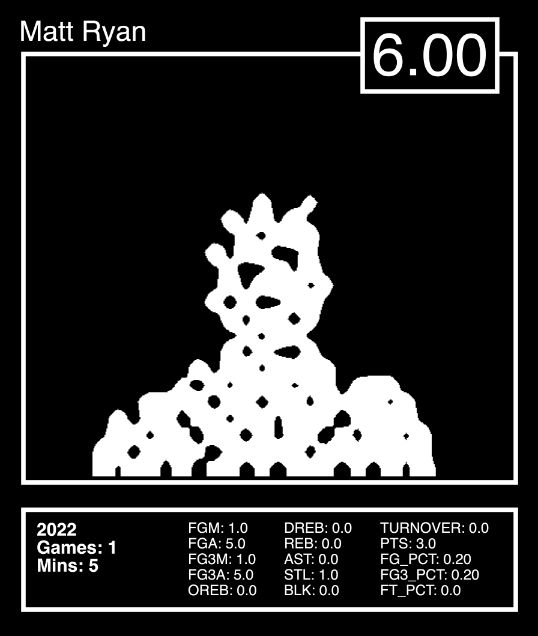 Matt Ryan
6.00
2022
Games: 1
Mins: 5
FGM: 1.0
FGA: 5.0
FG3M: 1.0
FG3A: 5.0
OREB: 0.0
DREB: 0.0
REB: 0.0
AST: 0.0
STL: 1.0
BLK: 0.0
TURNOVER: 0.0
PTS: 3.0
FG_PCT: 0.20
FG3_PCT: 0.20
FT_PCT: 0.0